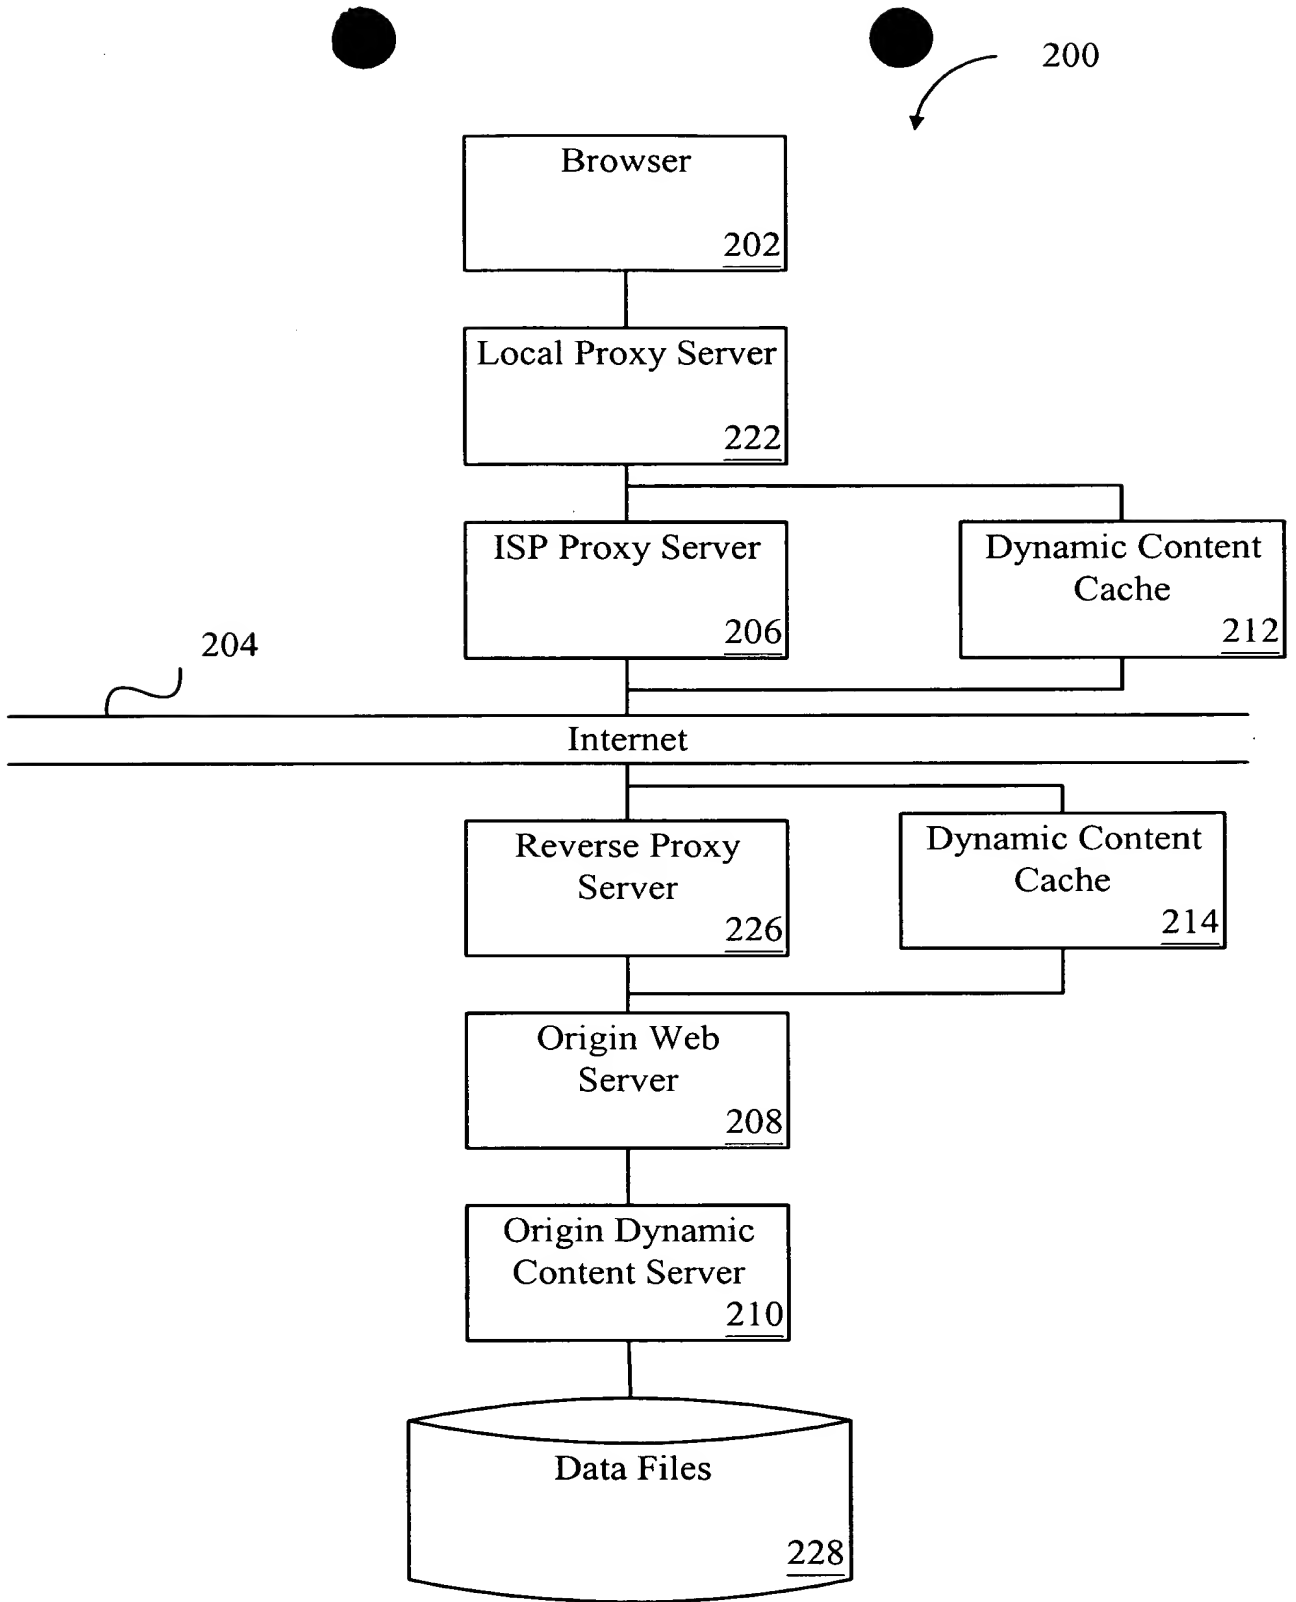 200
Browser
202
Local Proxy Server
222
ISP Proxy Server
206
Dynamic Content
Cache
212
204
Internet
Reverse Proxy
Server
226
Dynamic Content
Cache
214
Origin Web
Server
208
Origin Dynamic
Content Server
210
Data Files
228